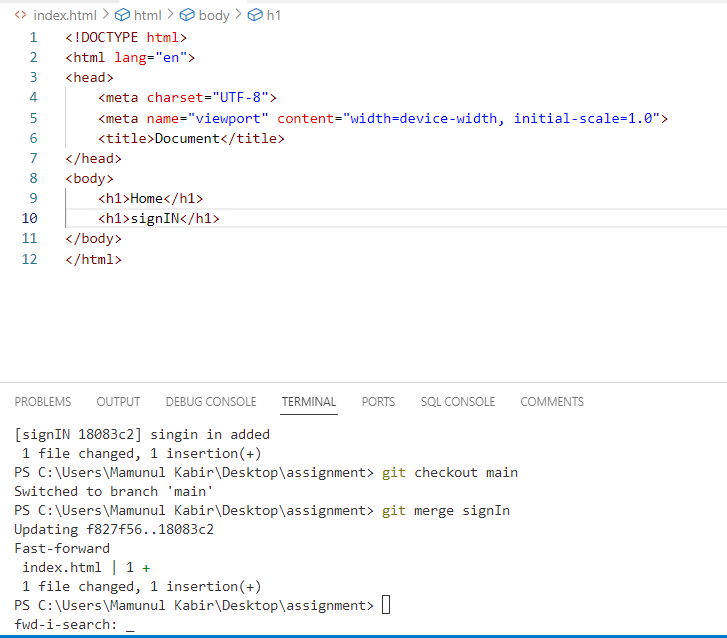 index.html > html > body > h1
1 <!DOCTYPE html>
2 <html lang="en">
3 <head>
4     <meta charset="UTF-8">
5     <meta name="viewport" content="width=device-width, initial-scale=1.0">
6     <title>Document</title>
7 </head>
8 <body>
9     <h1>Home</h1>
10     <h1>signIN</h1>
11 </body>
12 </html>
PROBLEMS OUTPUT DEBUG CONSOLE TERMINAL PORTS SQL CONSOLE COMMENTS
[signIN 18083c2] singin in added
 1 file changed, 1 insertion(+)
PS C:\Users\Mamunul Kabir\Desktop\assignment> git checkout main
Switched to branch 'main'
PS C:\Users\Mamunul Kabir\Desktop\assignment> git merge signIn
Updating f827f56..18083c2
Fast-forward
 index.html | 1 +
 1 file changed, 1 insertion(+)
PS C:\Users\Mamunul Kabir\Desktop\assignment>
fwd-i-search: _